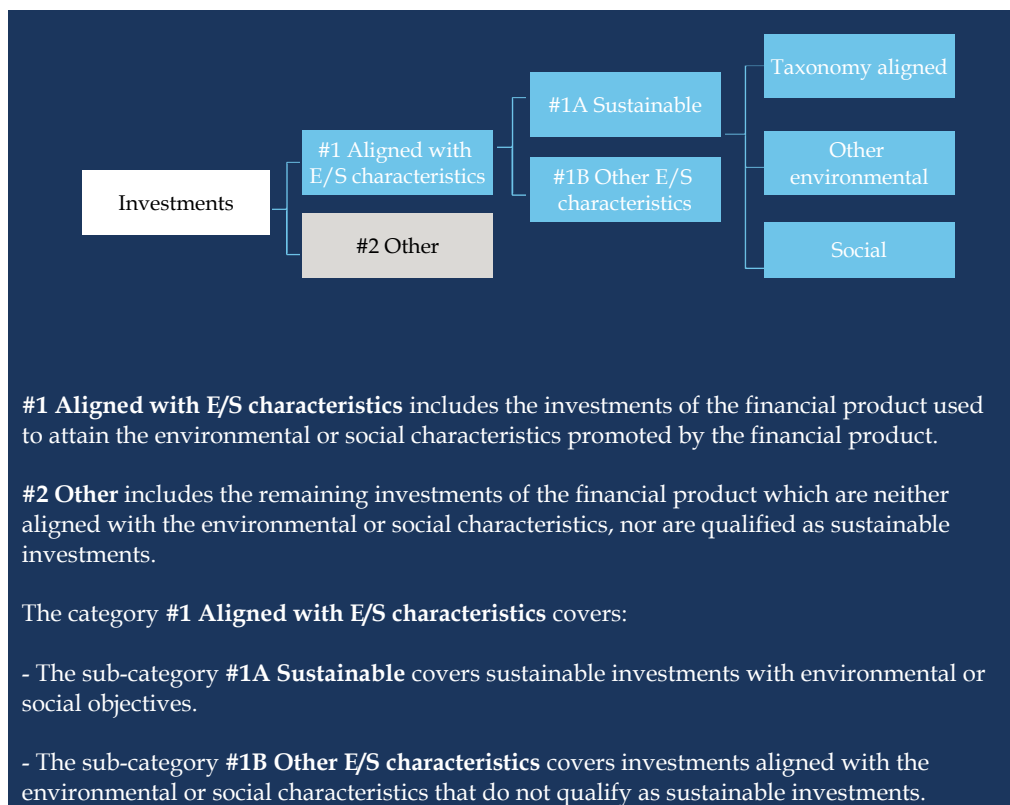 Taxonomy aligned
#1A Sustainable
#1 Aligned with
E/S characteristics
Other
environmental
#1B Other E/S
characteristics
Investments
#2 Other
Social
#1 Aligned with E/S characteristics includes the investments of the financial product used
to attain the environmental or social characteristics promoted by the financial product.
#2 Other includes the remaining investments of the financial product which are neither
aligned with the environmental or social characteristics, nor are qualified as sustainable
investments.
The category #1 Aligned with E/S characteristics covers:
- The sub-category #1A Sustainable covers sustainable investments with environmental or
social objectives.
- The sub-category #1B Other E/S characteristics covers investments aligned with the
environmental or social characteristics that do not qualify as sustainable investments.